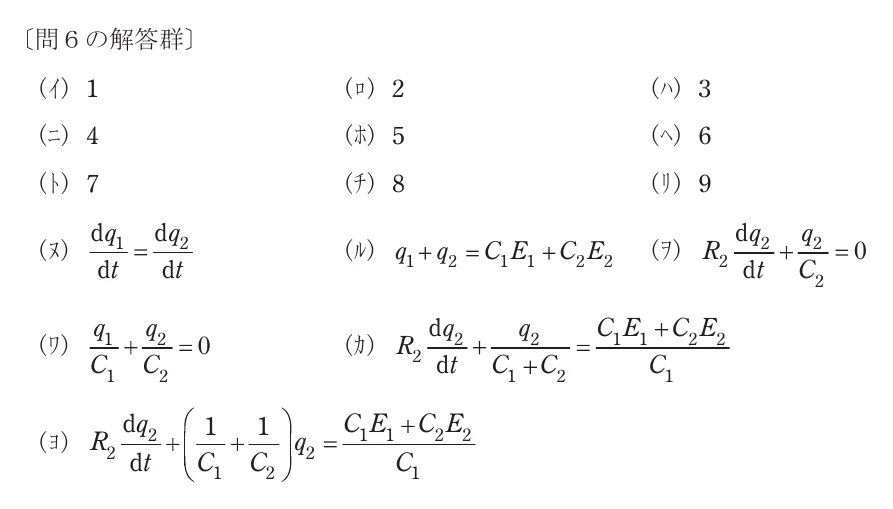 〔問６の解答群〕
(イ) 1 (ロ) 2 (ハ) 3
(ニ) 4 (ホ) 5 (ヘ) 6
(ト) 7 (チ) 8 (リ) 9
(ヌ) dq₁/dt = dq₂/dt (ル) q₁+q₂ = C₁E₁+C₂E₂ (ヲ) R₂ dq₂/dt + q₂/C₂ = 0
(ワ) q₁/C₁ + q₂/C₂ = 0 (カ) R₂ dq₂/dt + q₂/(C₁+C₂) = (C₁E₁+C₂E₂)/C₁
(ヨ) R₂ dq₂/dt + (1/C₁ + 1/C₂) q₂ = (C₁E₁+C₂E₂)/C₁